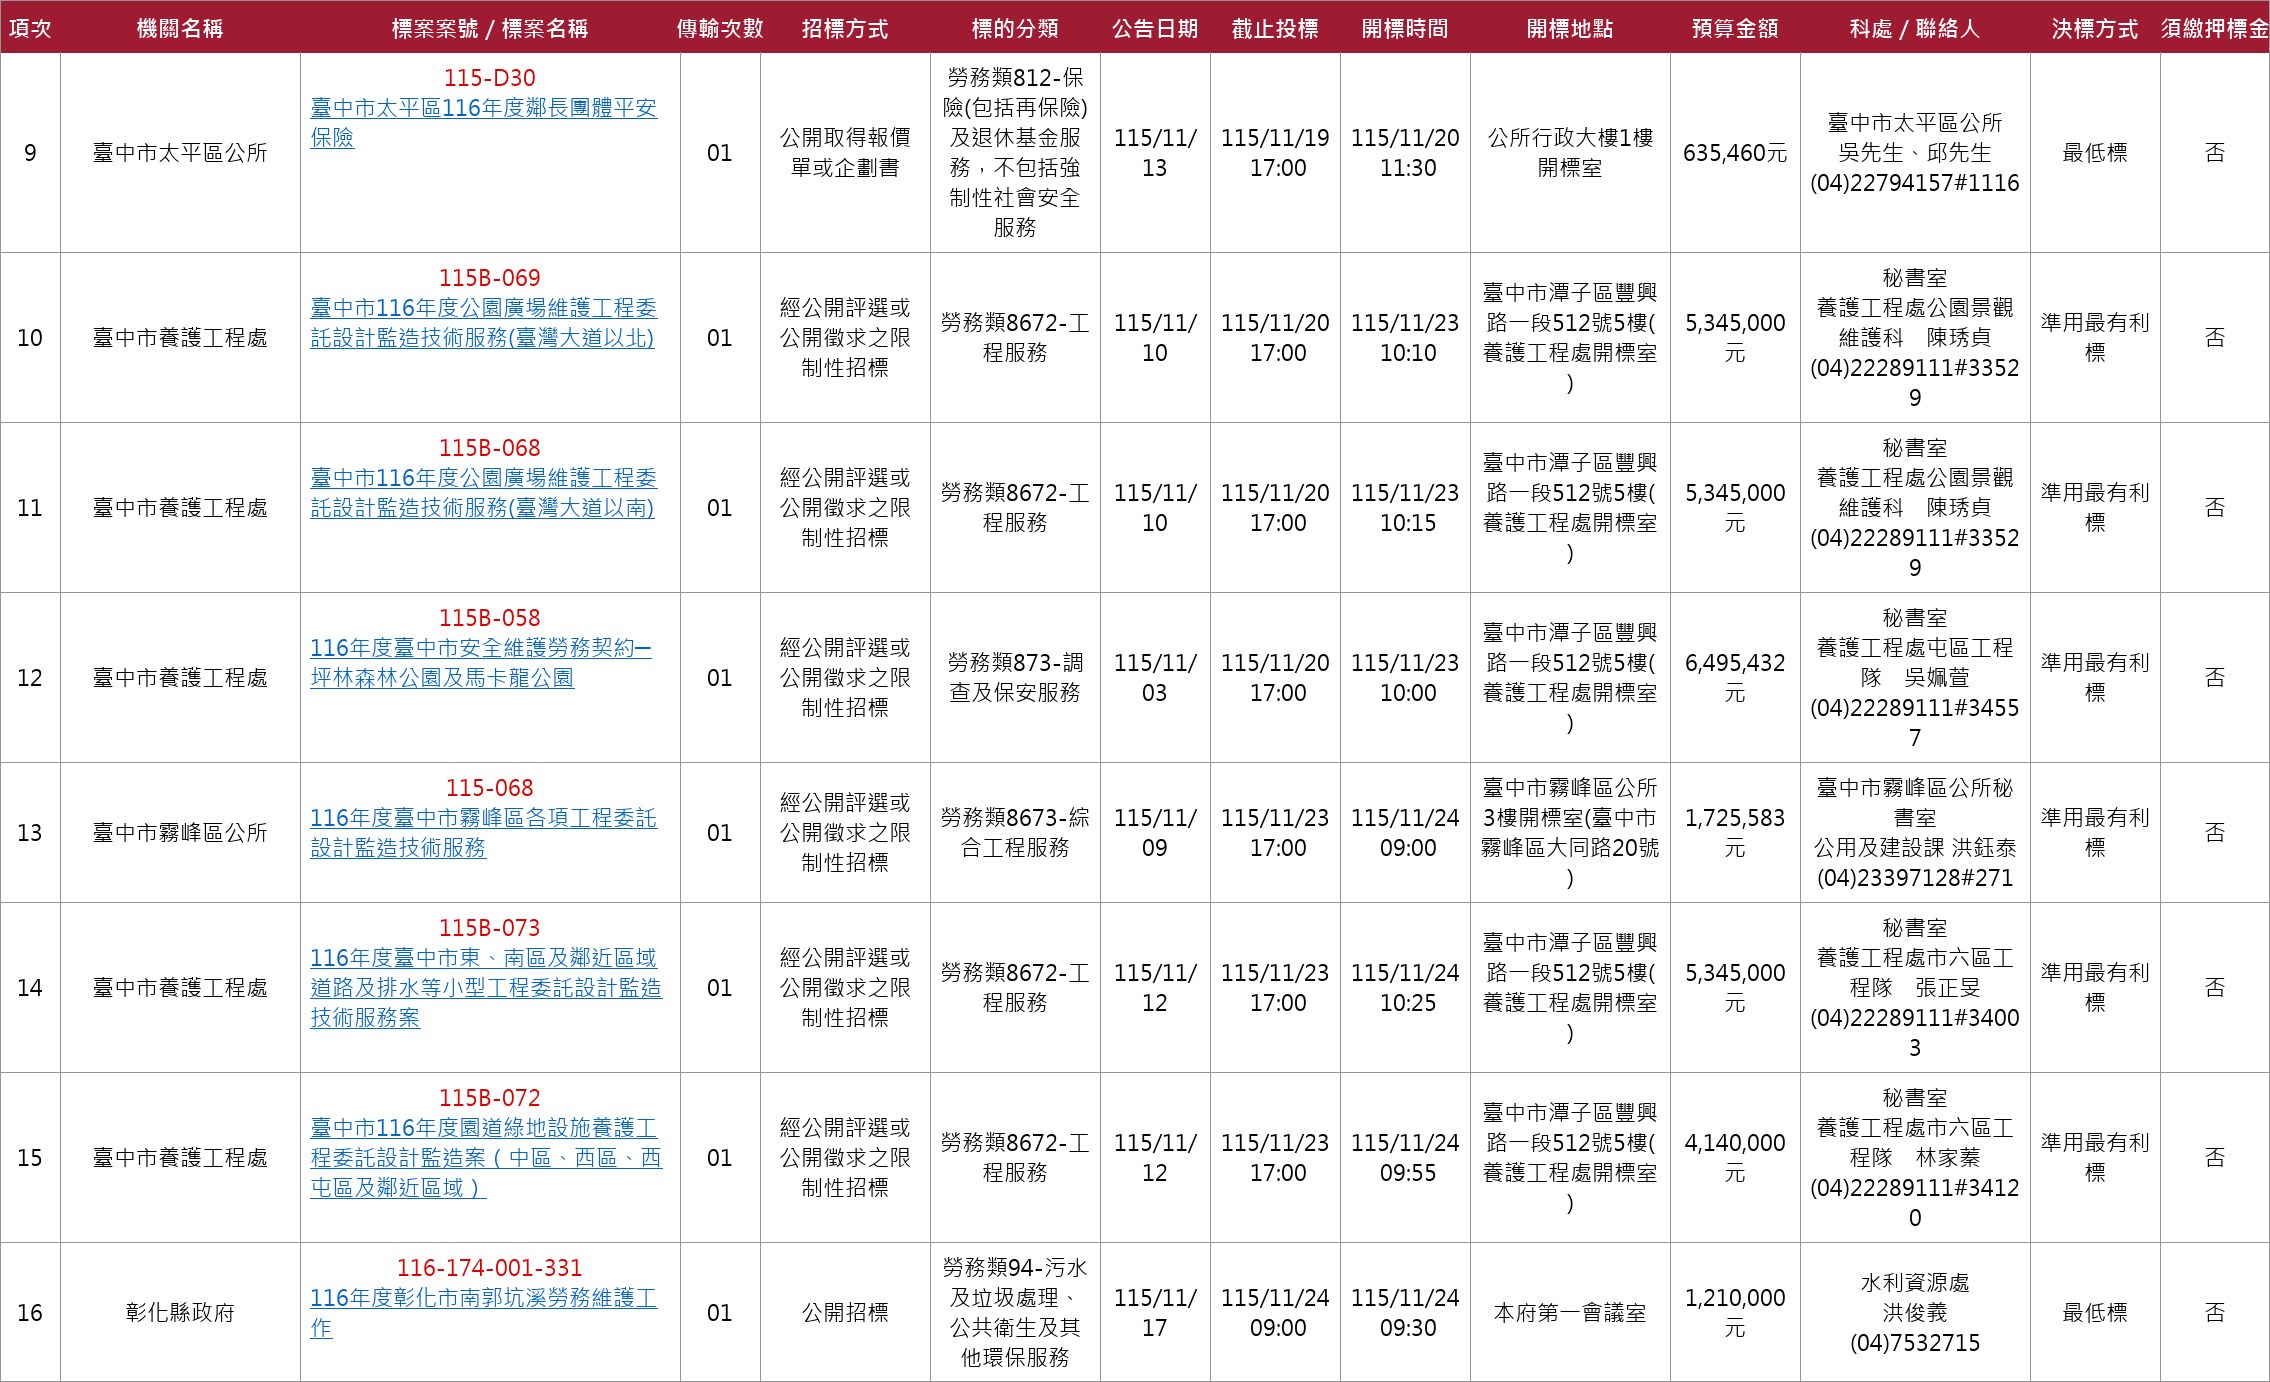 項次 機關名稱 標案案號 / 標案名稱 傳輸次數 招標方式 標的分類 公告日期 截止投標 開標時間 開標地點 預算金額 科處 / 聯絡人 決標方式 須繳押標金
9
臺中市太平區公所
115-D30
臺中市太平區116年度鄰長團體平安
保險
01
公開取得報價
單或企劃書
勞務類812-保
險(包括再保險)
及退休基金服
務，不包括強
制性社會安全
服務
115/11/
13
115/11/19
17:00
115/11/20
11:30
公所行政大樓1樓
開標室
635,460元
臺中市太平區公所
吳先生、邱先生
(04)22794157#1116
最低標
否
10
臺中市養護工程處
115B-069
臺中市116年度公園廣場維護工程委
託設計監造技術服務(臺灣大道以北)
01
經公開評選或
公開徵求之限
制性招標
勞務類8672-工
程服務
115/11/
10
115/11/20
17:00
115/11/23
10:10
臺中市潭子區豐興
路一段512號5樓(
養護工程處開標室
)
5,345,000
元
秘書室
養護工程處公園景觀
維護科　陳琇貞
(04)22289111#3352
9
準用最有利
標
否
11
臺中市養護工程處
115B-068
臺中市116年度公園廣場維護工程委
託設計監造技術服務(臺灣大道以南)
01
經公開評選或
公開徵求之限
制性招標
勞務類8672-工
程服務
115/11/
10
115/11/20
17:00
115/11/23
10:15
臺中市潭子區豐興
路一段512號5樓(
養護工程處開標室
)
5,345,000
元
秘書室
養護工程處公園景觀
維護科　陳琇貞
(04)22289111#3352
9
準用最有利
標
否
12
臺中市養護工程處
115B-058
116年度臺中市安全維護勞務契約─
坪林森林公園及馬卡龍公園
01
經公開評選或
公開徵求之限
制性招標
勞務類873-調
查及保安服務
115/11/
03
115/11/20
17:00
115/11/23
10:00
臺中市潭子區豐興
路一段512號5樓(
養護工程處開標室
)
6,495,432
元
秘書室
養護工程處屯區工程
隊　吳姵萱
(04)22289111#3455
7
準用最有利
標
否
13
臺中市霧峰區公所
115-068
116年度臺中市霧峰區各項工程委託
設計監造技術服務
01
經公開評選或
公開徵求之限
制性招標
勞務類8673-綜
合工程服務
115/11/
09
115/11/23
17:00
115/11/24
09:00
臺中市霧峰區公所
3樓開標室(臺中市
霧峰區大同路20號
)
1,725,583
元
臺中市霧峰區公所秘
書室
公用及建設課 洪鈺泰
(04)23397128#271
準用最有利
標
否
14
臺中市養護工程處
115B-073
116年度臺中市東、南區及鄰近區域
道路及排水等小型工程委託設計監造
技術服務案
01
經公開評選或
公開徵求之限
制性招標
勞務類8672-工
程服務
115/11/
12
115/11/23
17:00
115/11/24
10:25
臺中市潭子區豐興
路一段512號5樓(
養護工程處開標室
)
5,345,000
元
秘書室
養護工程處市六區工
程隊　張正旻
(04)22289111#3400
3
準用最有利
標
否
15
臺中市養護工程處
115B-072
臺中市116年度園道綠地設施養護工
程委託設計監造案（中區、西區、西
屯區及鄰近區域）
01
經公開評選或
公開徵求之限
制性招標
勞務類8672-工
程服務
115/11/
12
115/11/23
17:00
115/11/24
09:55
臺中市潭子區豐興
路一段512號5樓(
養護工程處開標室
)
4,140,000
元
秘書室
養護工程處市六區工
程隊　林家蓁
(04)22289111#3412
0
準用最有利
標
否
16
彰化縣政府
116-174-001-331
116年度彰化市南郭坑溪勞務維護工
作
01
公開招標
勞務類94-污水
及垃圾處理、
公共衛生及其
他環保服務
115/11/
17
115/11/24
09:00
115/11/24
09:30
本府第一會議室
1,210,000
元
水利資源處
洪俊義
(04)7532715
最低標
否